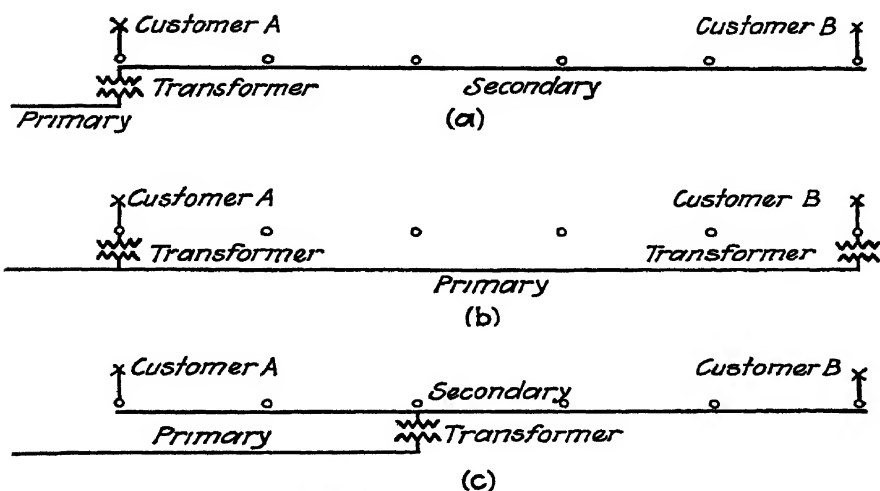 Customer A Customer B
Transformer Secondary
Primary
(a)
Customer A Customer B
Transformer Transformer
Primary
(b)
Customer A Customer B
Secondary
Primary Transformer
(c)